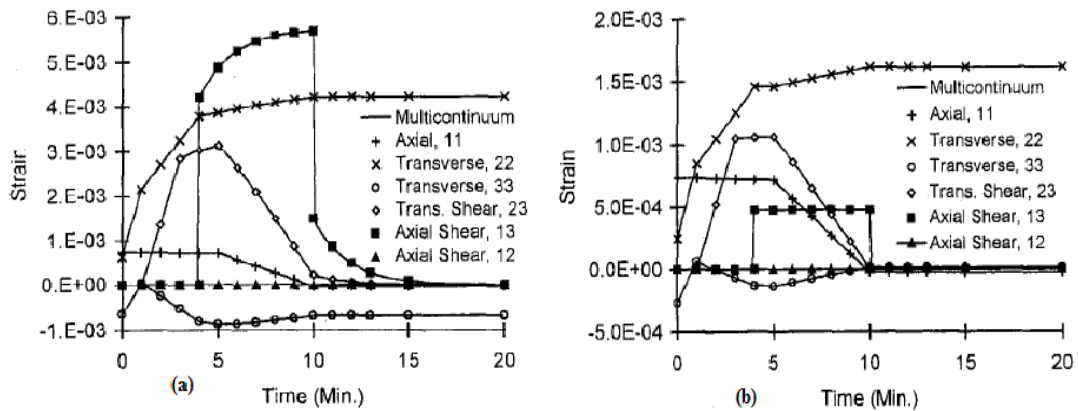 6.E-03
5.E-03
4.E-03
3.E-03
2.E-03
1.E-03
0.E+00
-1.E-03
Strain
0 5 10 15 20
(a)
Time (Min.)
Multicontinuum
Axial, 11
Transverse, 22
Transverse, 33
Trans. Shear, 23
Axial Shear, 13
Axial Shear, 12
2.0E-03
1.5E-03
1.0E-03
5.0E-04
0.0E+00
-5.0E-04
Strain
0 5 10 15 20
(b)
Time (Min.)
Multicontinuum
Axial, 11
Transverse, 22
Transverse, 33
Trans. Shear, 23
Axial Shear, 13
Axial Shear, 12